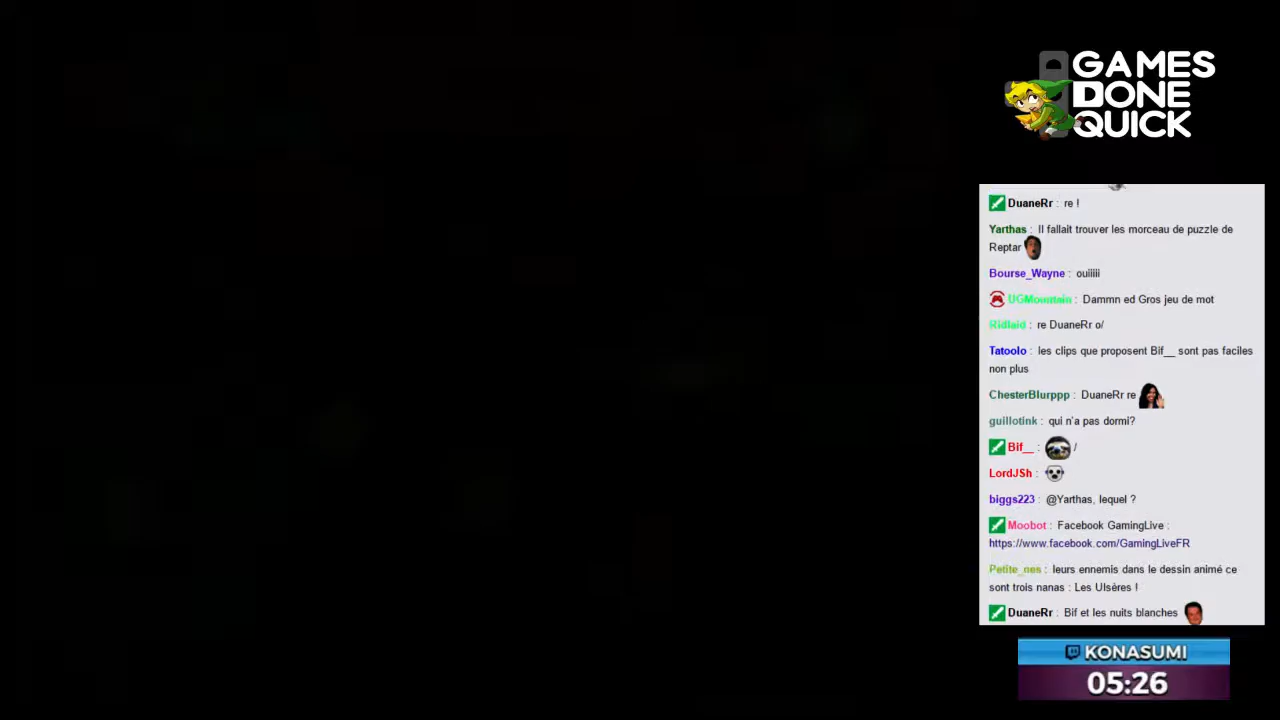 GAMES
DONE
QUICK
DuaneRr : re !
Yarthas : Il fallait trouver les morceau de puzzle de
Reptar
Bourse_Wayne : ouiiiii
UGMountain : Dammn ed Gros jeu de mot
Ridlaid : re DuaneRr o/
Tatoolo : les clips que proposent Bif__ sont pas faciles
non plus
ChesterBlurppp : DuaneRr re
guillotink : qui n'a pas dormi?
Bif__ : /
LordJSh :
biggs223 : @Yarthas, lequel ?
Moobot : Facebook GamingLive :
https://www.facebook.com/GamingLiveFR
Petite_nes : leurs ennemis dans le dessin animé ce
sont trois nanas : Les Ulsères !
DuaneRr : Bif et les nuits blanches
KONASUMI
05:26